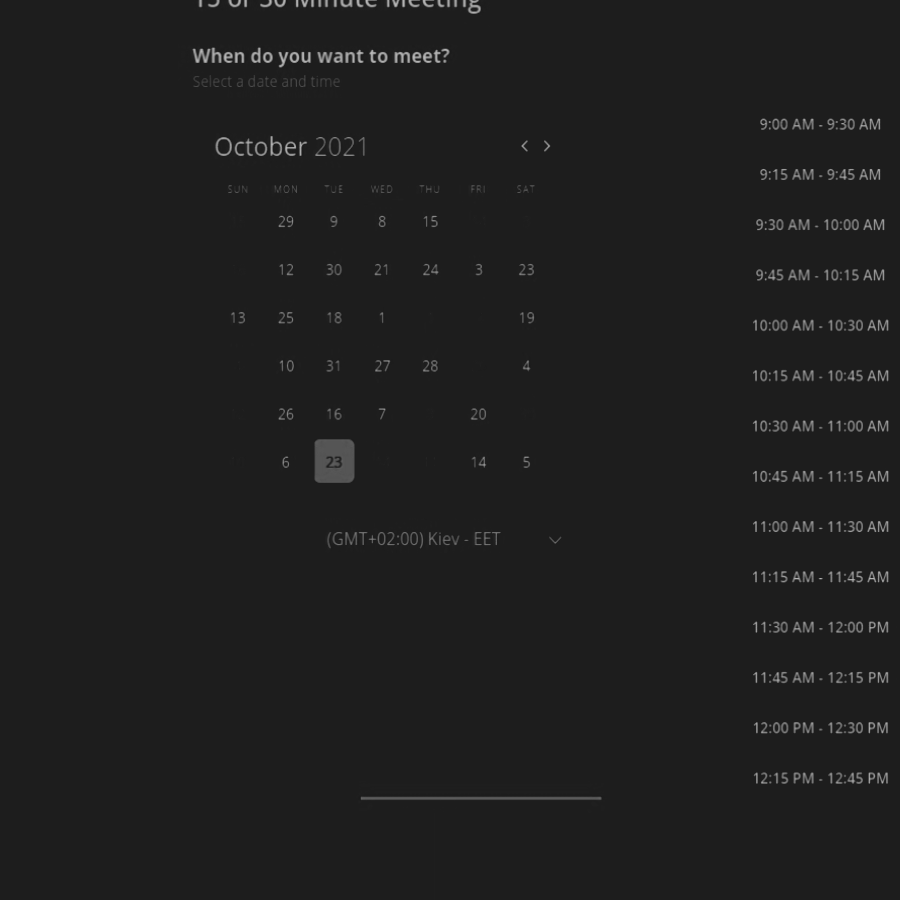 15 or 30 Minute Meeting
When do you want to meet?
Select a date and time
October 2021
SUN MON TUE WED THU FRI SAT
29 9 8 15
12 30 21 24 3 23
13 25 18 1 19
10 31 27 28 4
26 16 7 20
6 23 14 5
(GMT+02:00) Kiev - EET
9:00 AM - 9:30 AM
9:15 AM - 9:45 AM
9:30 AM - 10:00 AM
9:45 AM - 10:15 AM
10:00 AM - 10:30 AM
10:15 AM - 10:45 AM
10:30 AM - 11:00 AM
10:45 AM - 11:15 AM
11:00 AM - 11:30 AM
11:15 AM - 11:45 AM
11:30 AM - 12:00 PM
11:45 AM - 12:15 PM
12:00 PM - 12:30 PM
12:15 PM - 12:45 PM